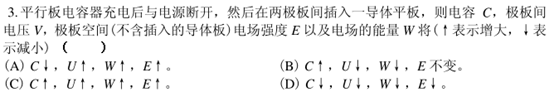 3.平行板电容器充电后与电源断开，然后在两极板间插入一导体平板，则电容 C，极板间
电压 V，极板空间(不含插入的导体板)电场强度 E 以及电场的能量 W 将(↑表示增大，↓表
示减小) （ ）
(A) C↓，U↑，W↑，E↑。 (B) C↑，U↓，W↓，E 不变。
(C) C↑，U↑，W↑，E↑。 (D) C↓，U↓，W↓，E↓。